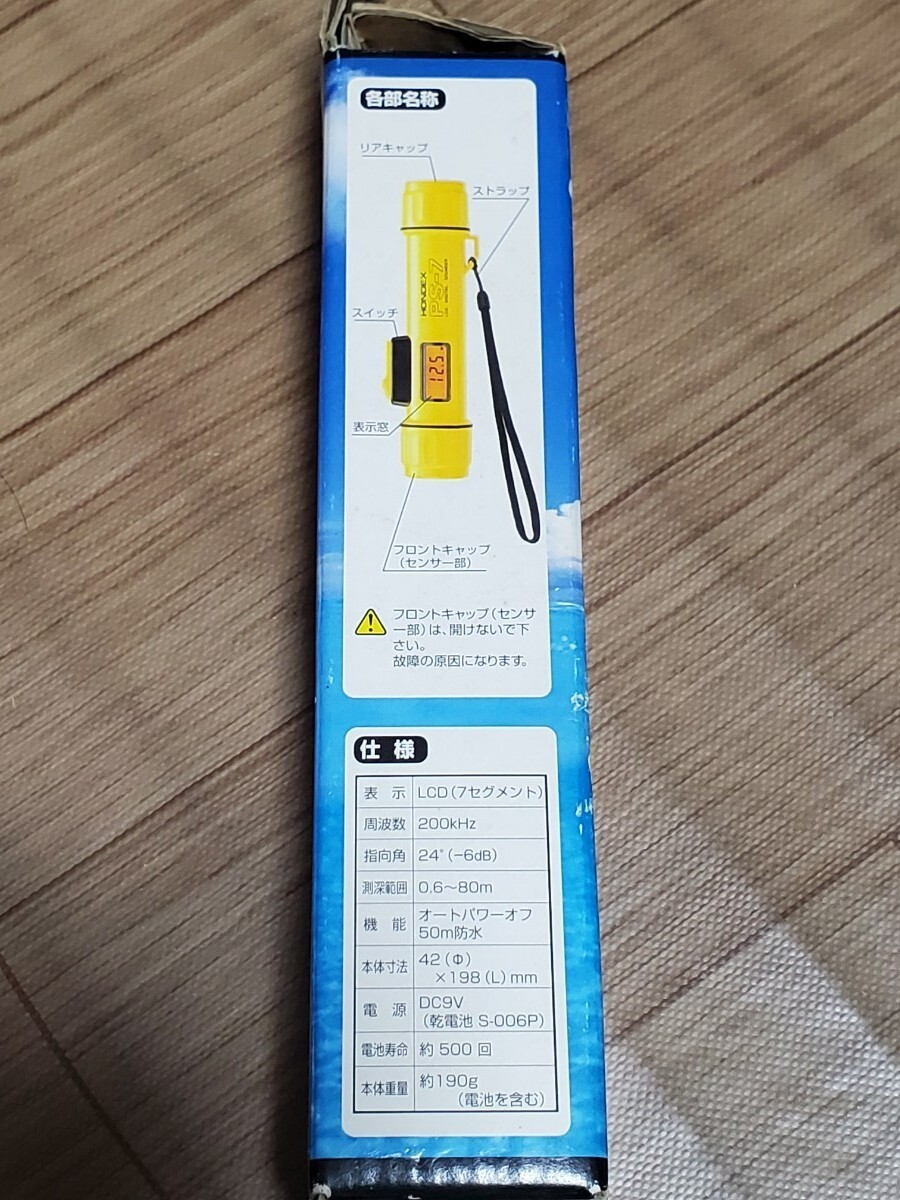 各部名称
リアキャップ
ストラップ
HONDEX
PS-7
スイッチ
12.5
表示窓
フロントキャップ
(センサー部)
フロントキャップ(センサ
ー部)は、開けないで下
さい。
故障の原因になります。
仕様
表示 LCD(7セグメント)
周波数 200kHz
指向角 24°(−6dB)
測深範囲 0.6〜80m
機能 オートパワーオフ
50m防水
本体寸法 42(Φ)
×198(L)mm
電源 DC9V
(乾電池 S-006P)
電池寿命 約500回
本体重量 約190g
(電池を含む)